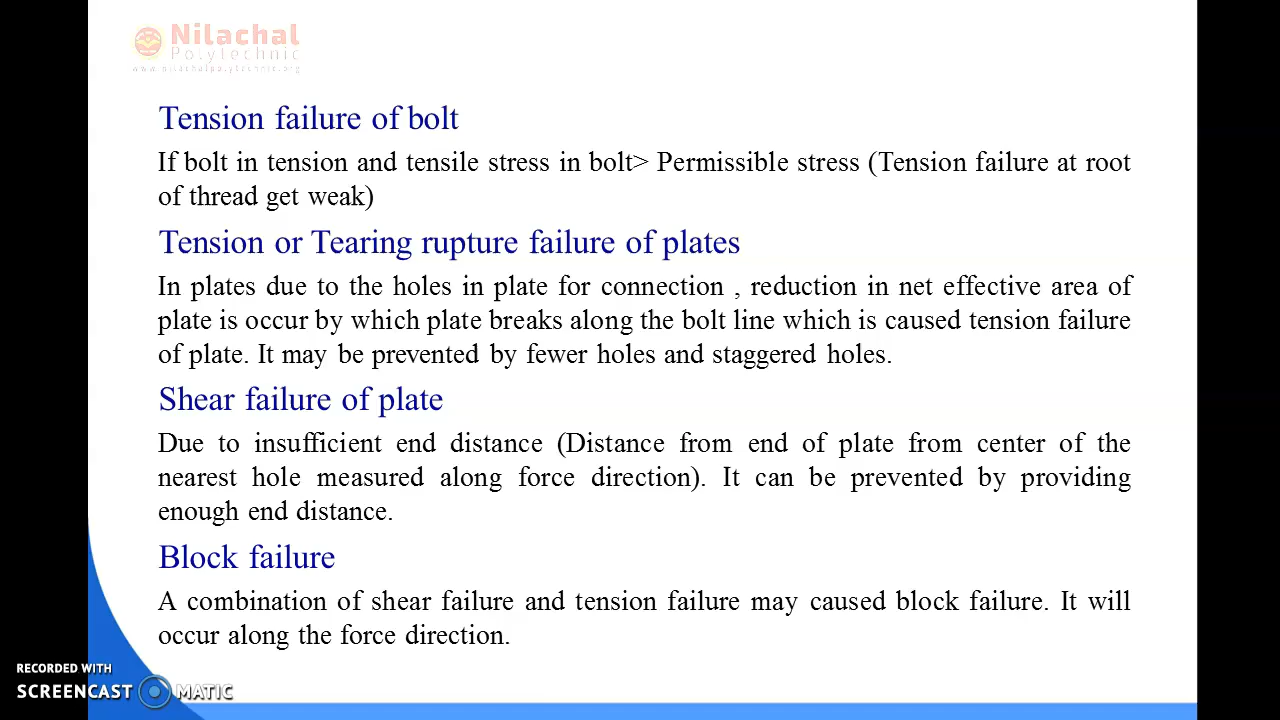 Nilachal
Polytechnic
www.nilachalpolytechnic.org
Tension failure of bolt
If bolt in tension and tensile stress in bolt> Permissible stress (Tension failure at root
of thread get weak)
Tension or Tearing rupture failure of plates
In plates due to the holes in plate for connection , reduction in net effective area of
plate is occur by which plate breaks along the bolt line which is caused tension failure
of plate. It may be prevented by fewer holes and staggered holes.
Shear failure of plate
Due to insufficient end distance (Distance from end of plate from center of the
nearest hole measured along force direction). It can be prevented by providing
enough end distance.
Block failure
A combination of shear failure and tension failure may caused block failure. It will
occur along the force direction.
RECORDED WITH
SCREENCAST MATIC